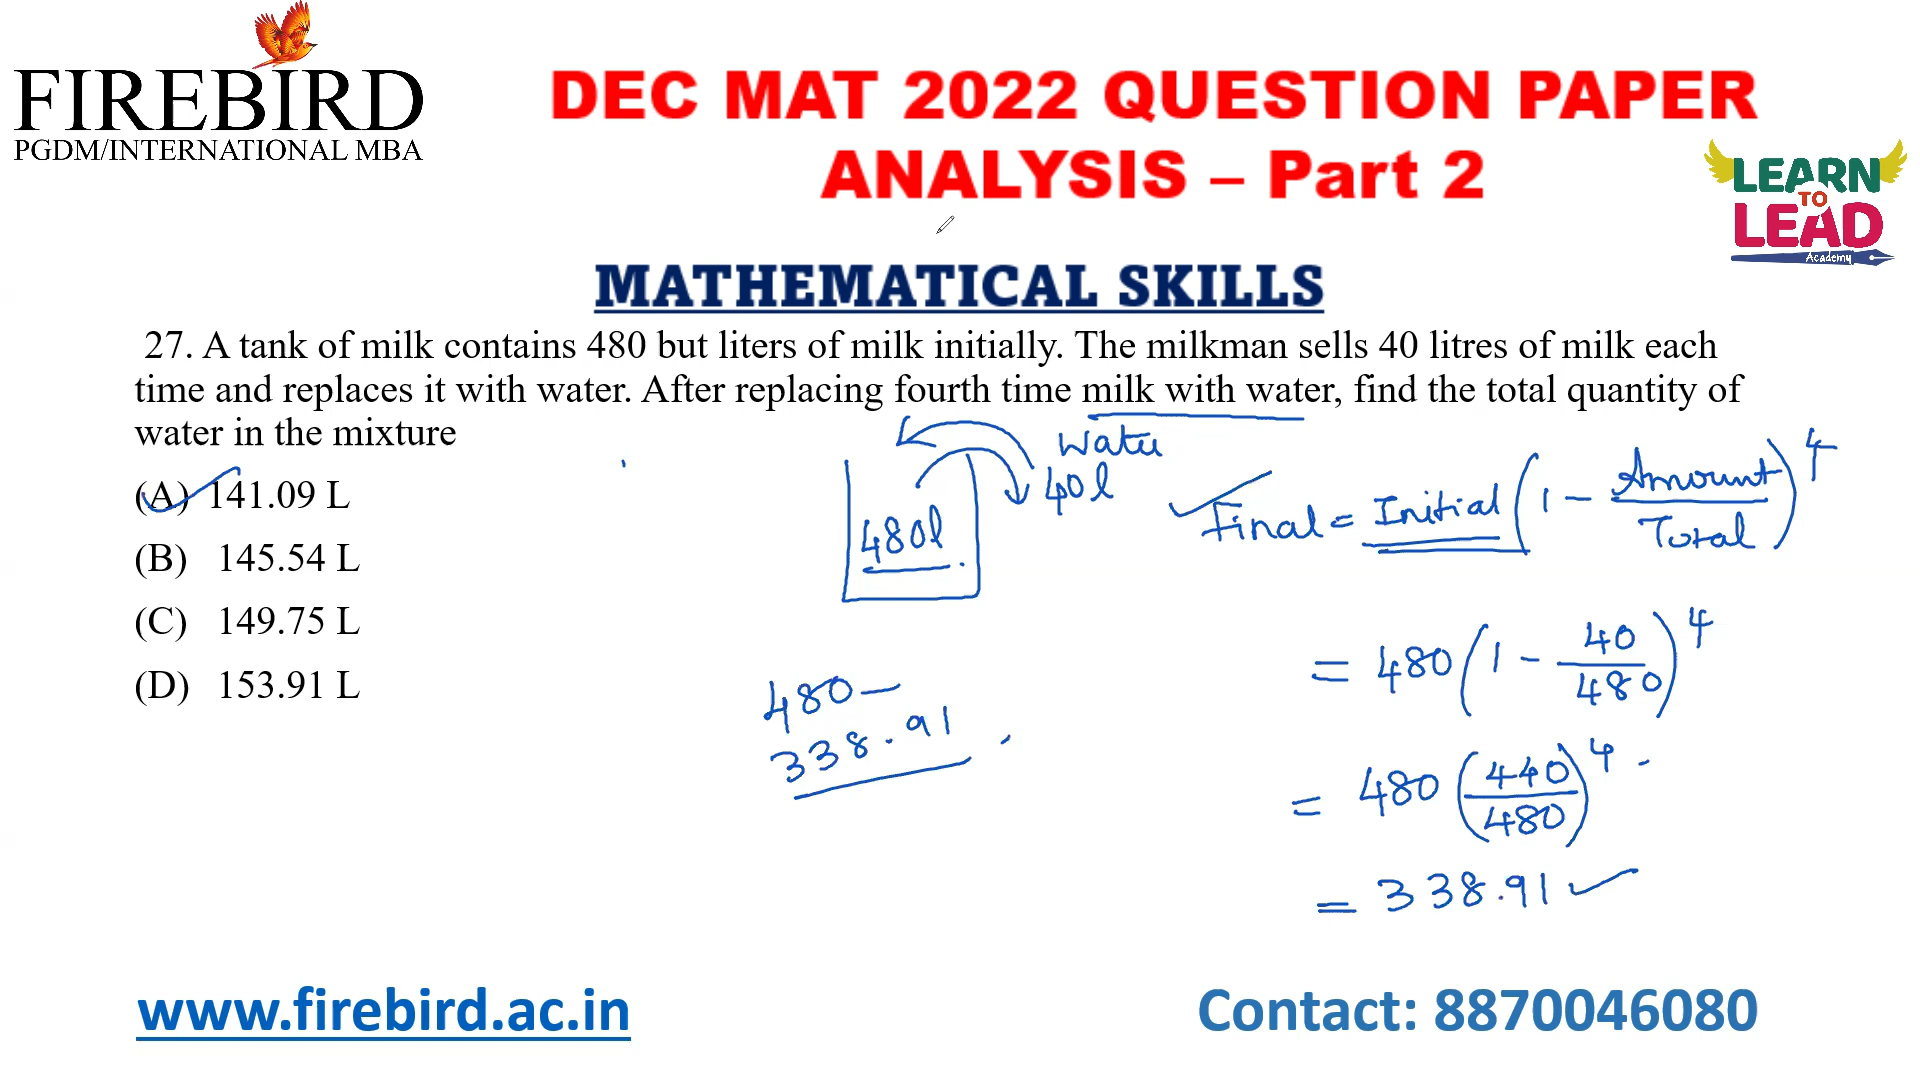 FIREBIRD
PGDM/INTERNATIONAL MBA
DEC MAT 2022 QUESTION PAPER
ANALYSIS – Part 2
LEARN
TO
LEAD
Academy
MATHEMATICAL SKILLS
27. A tank of milk contains 480 but liters of milk initially. The milkman sells 40 litres of milk each
time and replaces it with water. After replacing fourth time milk with water, find the total quantity of
water in the mixture
(A) 141.09 L
(B) 145.54 L
(C) 149.75 L
(D) 153.91 L
Water
40l
480l
Final = Initial (1 - Amount/Total)^4
= 480 (1 - 40/480)^4
= 480 (440/480)^4
= 338.91
480 -
338.91
www.firebird.ac.in
Contact: 8870046080